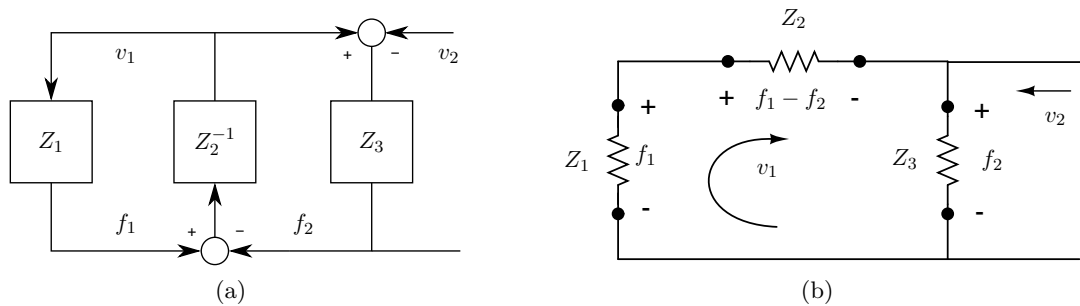 v₁
+
−
v₂
Z₁
Z₂⁻¹
Z₃
f₁
+
−
f₂
(a)
Z₂
+
f₁ − f₂
-
+
Z₁
f₁
-
v₁
+
Z₃
f₂
-
v₂
(b)